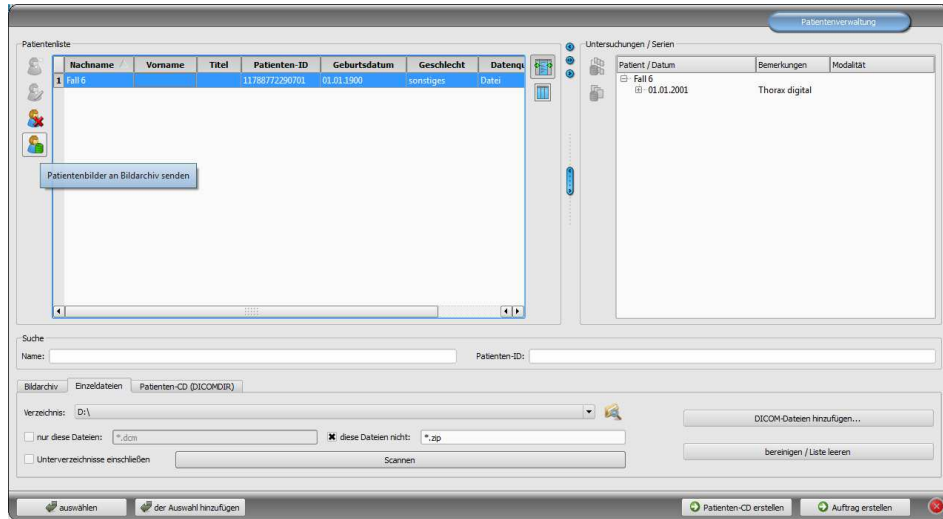 Patientenverwaltung
Patientenliste
Nachname Vorname Titel Patienten-ID Geburtsdatum Geschlecht Datenqu
1 Fall 6 11788772290701 01.01.1900 sonstiges Datei
Patientenbilder an Bildarchiv senden
Untersuchungen / Serien
Patient / Datum Bemerkungen Modalität
Fall 6
01.01.2001 Thorax digital
Suche
Name: Patienten-ID:
Bildarchiv Einzeldateien Patienten-CD (DICOMDIR)
Verzeichnis: D:\
DICOM-Dateien hinzufügen...
nur diese Dateien: *.dcm diese Dateien nicht: *.zip
Unterverzeichnisse einschließen Scannen
bereinigen / Liste leeren
auswählen der Auswahl hinzufügen Patienten-CD erstellen Auftrag erstellen